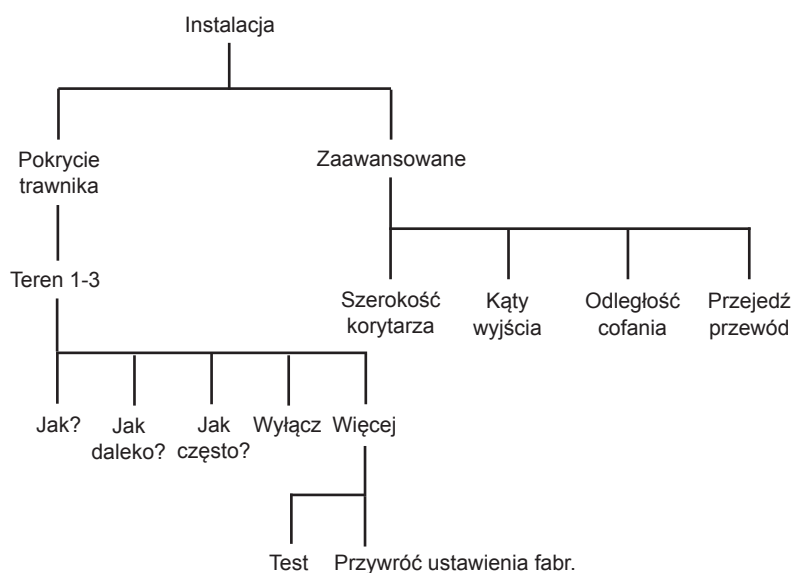 Instalacja
Pokrycie
trawnika
Zaawansowane
Teren 1-3
Szerokość
korytarza
Kąty
wyjścia
Odległość
cofania
Przejedź
przewód
Jak?
Jak
daleko?
Jak
często?
Wyłącz
Więcej
Test
Przywróć ustawienia fabr.